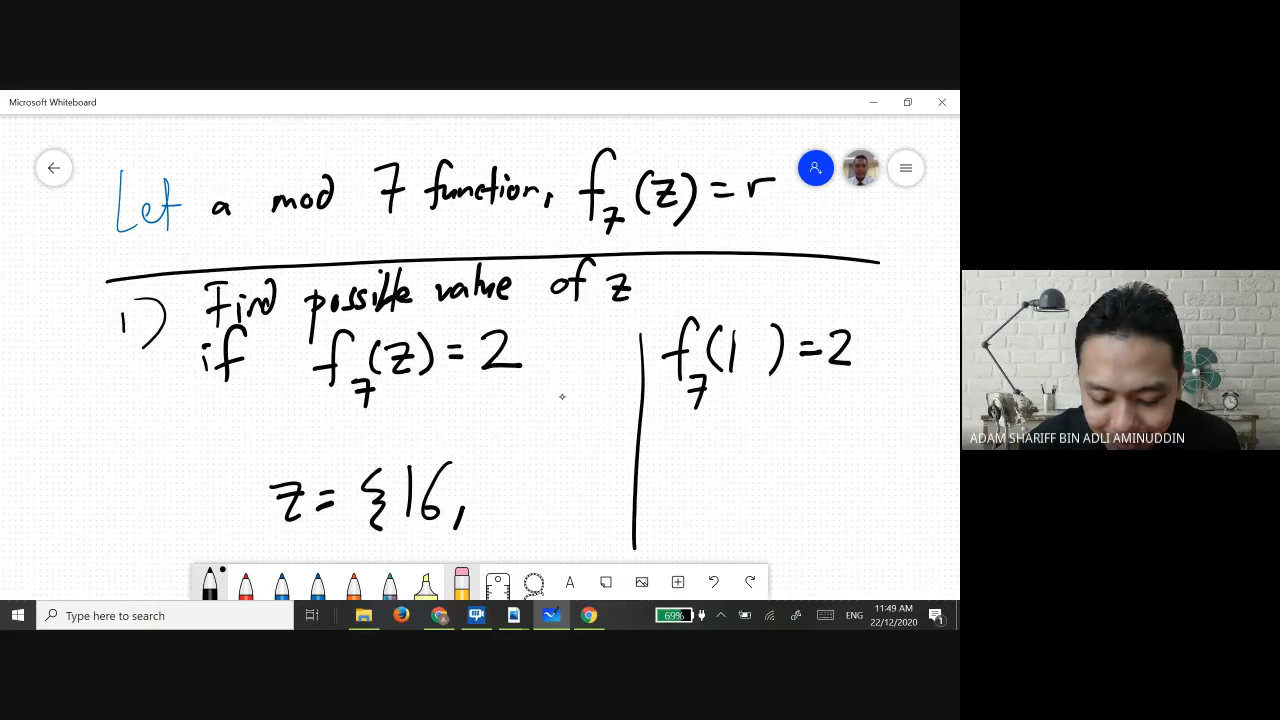 Microsoft Whiteboard
Let a mod 7 function, f₇(z) = r
1) Find possible value of z
if f₇(z) = 2
f₇(1 ) = 2
z = {16,
ADAM SHARIFF BIN ADLI AMINUDDIN
A
Type here to search
69%
ENG
11:49 AM
22/12/2020
1